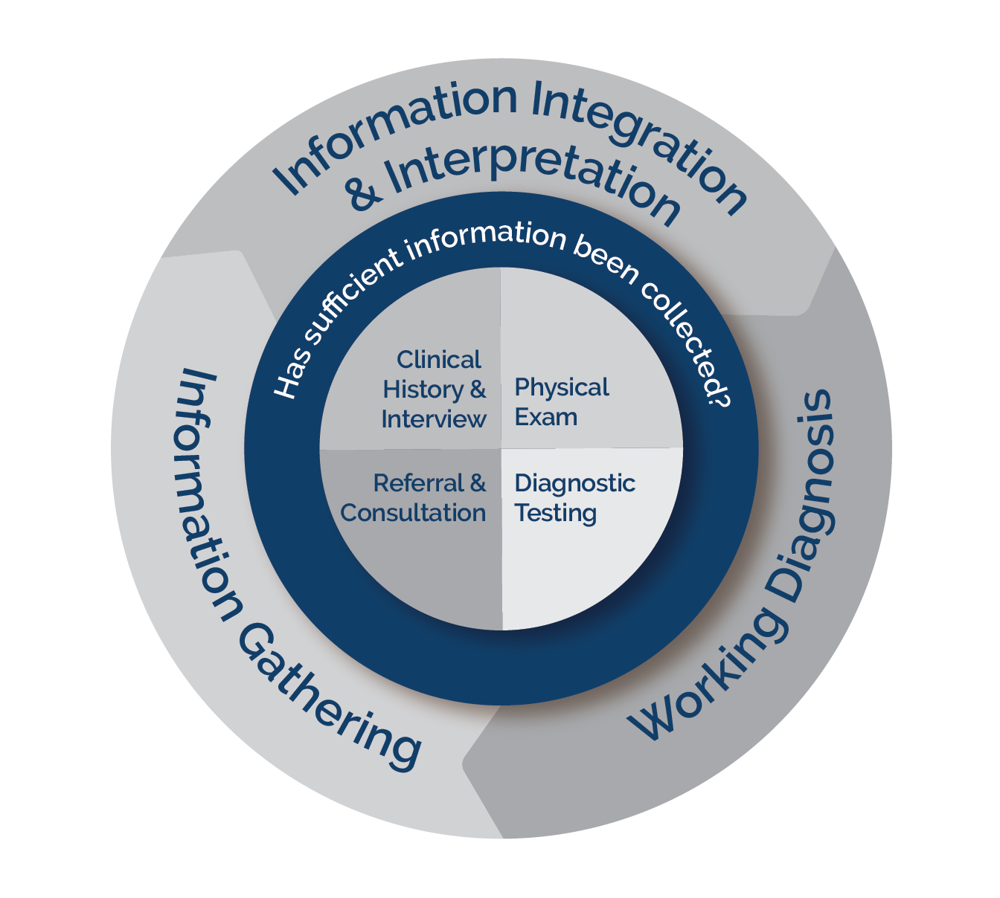 Information Integration
& Interpretation
Has sufficient information been collected?
Clinical
History &
Interview
Physical
Exam
Referral &
Consultation
Diagnostic
Testing
Information Gathering
Working Diagnosis